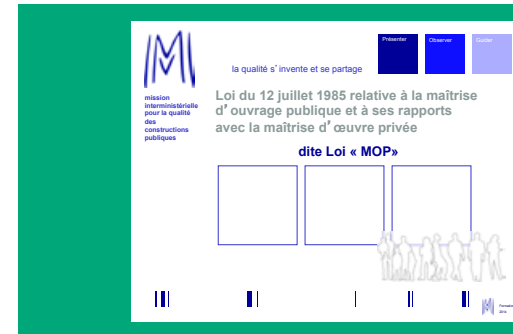 Présenter
Observer
Guider
la qualité s'invente et se partage
mission
interministérielle
pour la qualité
des
constructions
publiques
Loi du 12 juillet 1985 relative à la maîtrise
d'ouvrage publique et à ses rapports
avec la maîtrise d'œuvre privée
dite Loi « MOP»